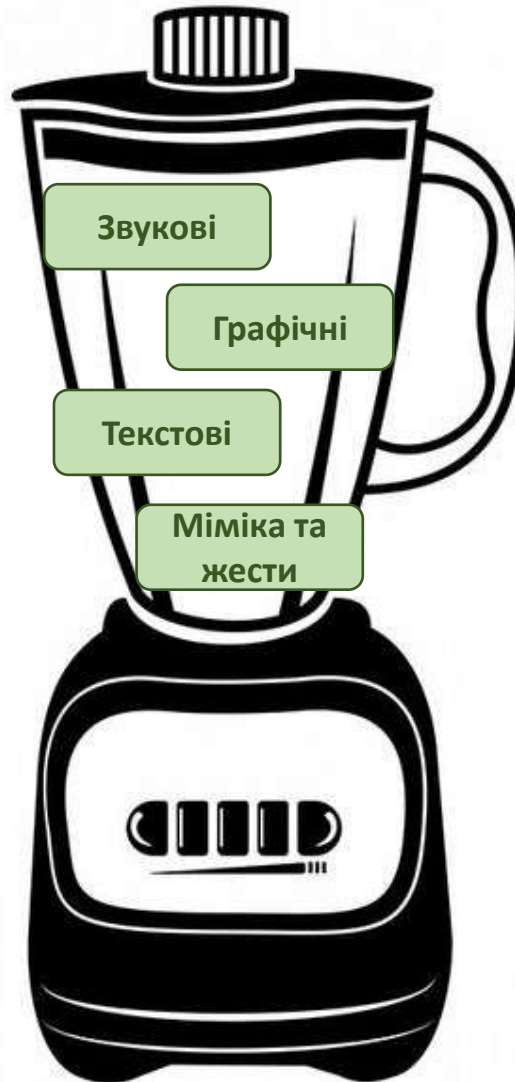 Звукові
Графічні
Текстові
Міміка та
жести